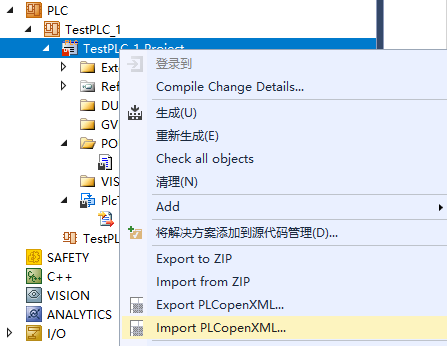 PLC
TestPLC_1
TestPLC_1 Project
登录到
Exte
Compile Change Details...
Ref
生成(U)
DU
重新生成(E)
GV
Check all objects
PO
清理(N)
VIS
Add
PlcT
将解决方案添加到源代码管理(D)...
TestPL
Export to ZIP
SAFETY
Import from ZIP
C++
Export PLCopenXML...
VISION
Import PLCopenXML...
ANALYTICS
I/O